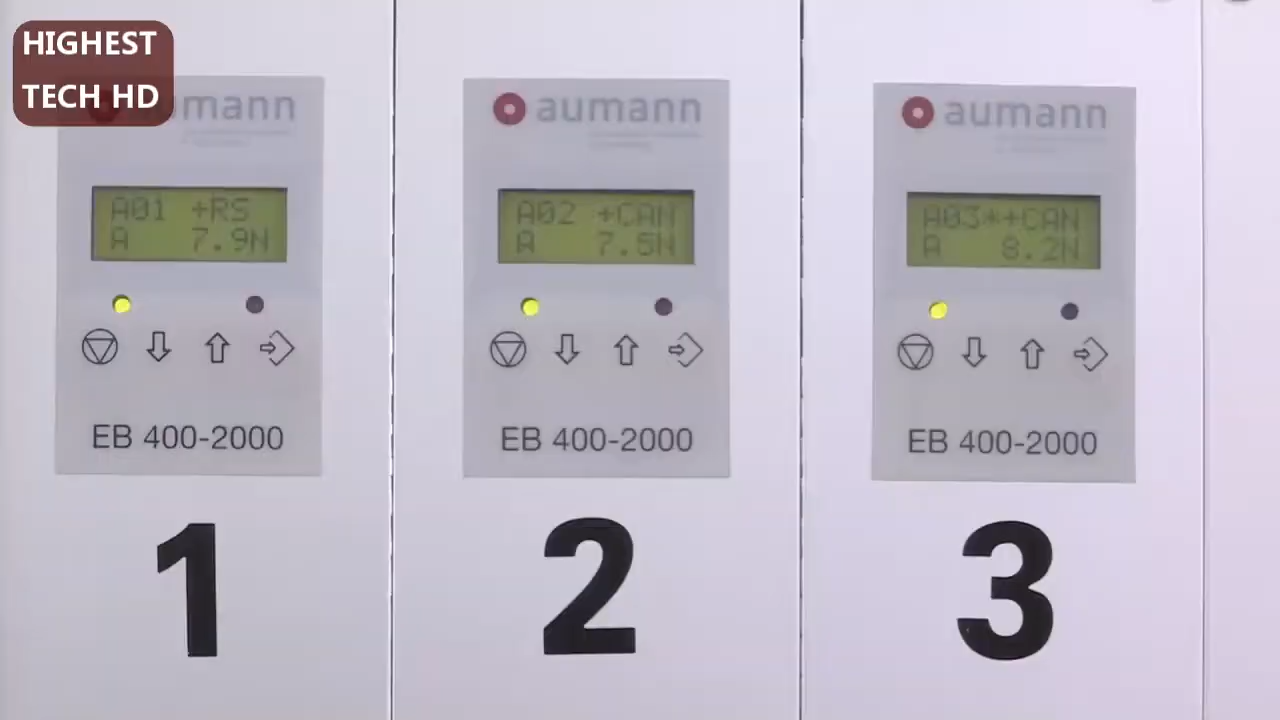 HIGHEST
TECH HD
umann
aumann
aumann
A01 +RS
A 7.9N
A02 +CAN
A 7.5N
A03*+CAN
A 8.2N
EB 400-2000
EB 400-2000
EB 400-2000
1
2
3